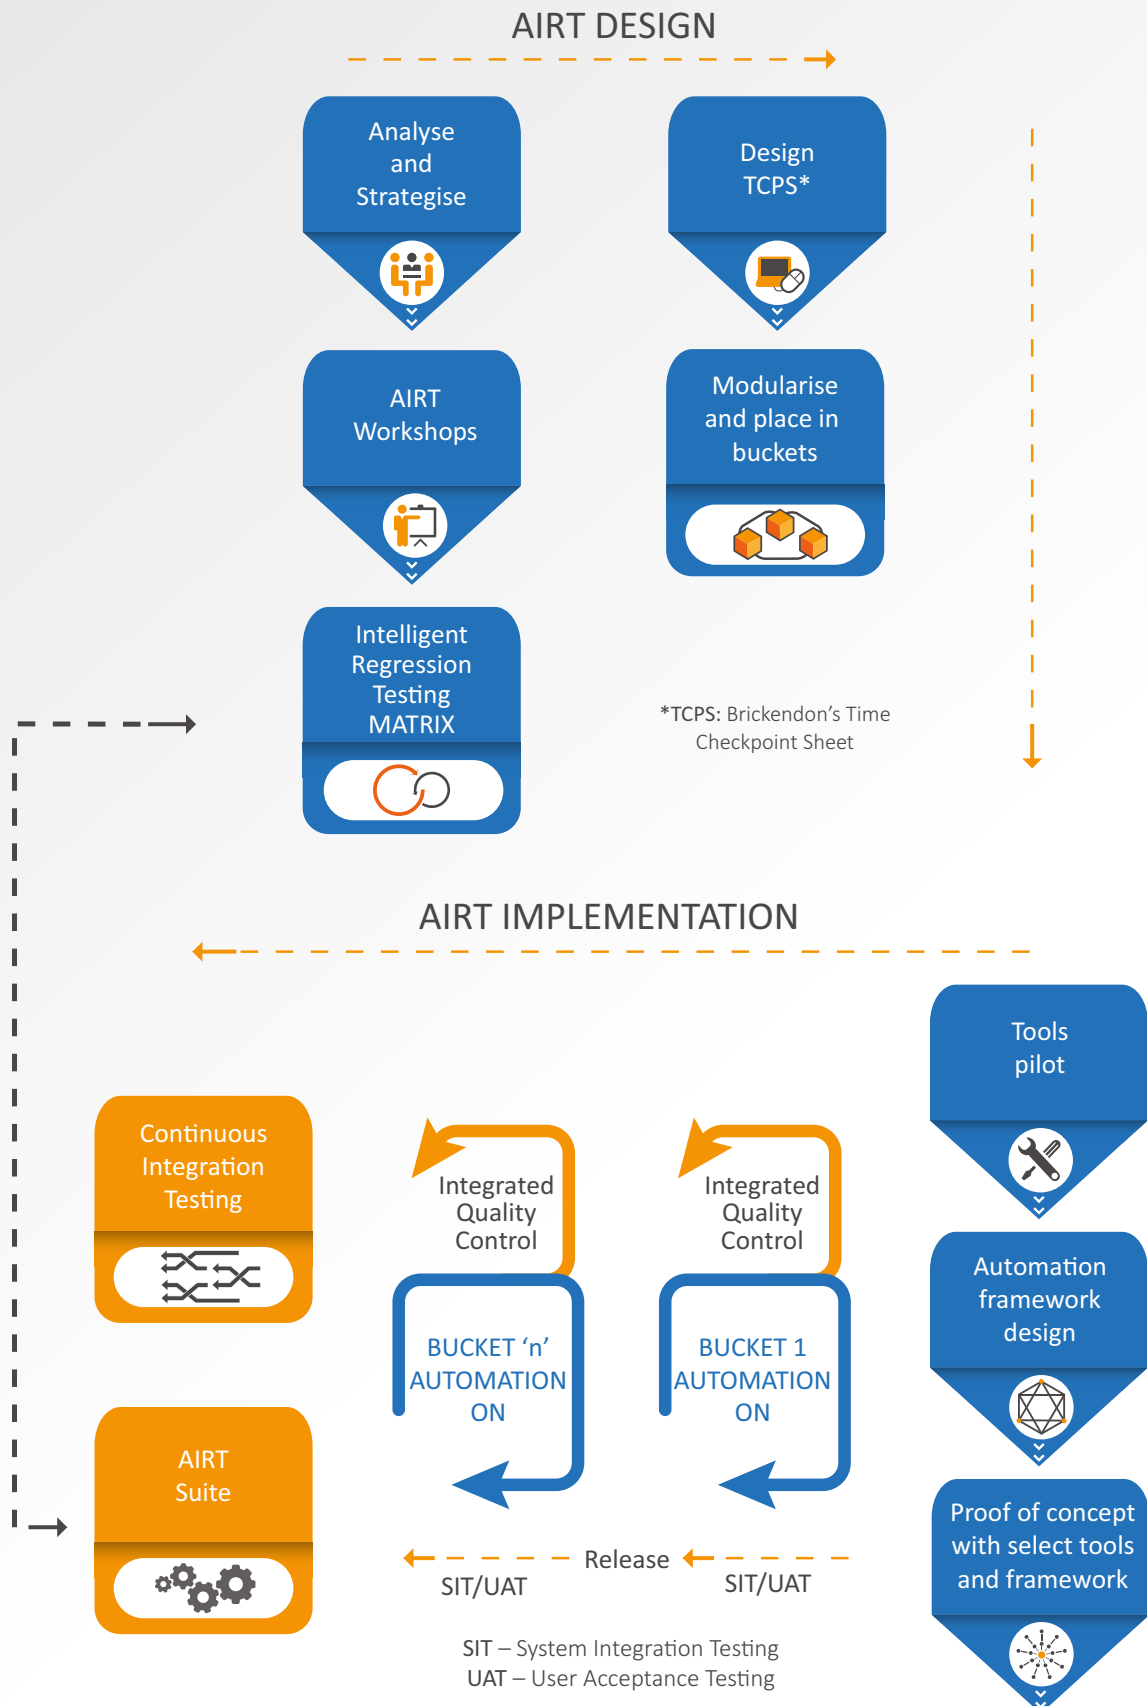 AIRT DESIGN
Analyse
and
Strategise
Design
TCPS*
AIRT
Workshops
Modularise
and place in
buckets
Intelligent
Regression
Testing
MATRIX
*TCPS: Brickendon’s Time
Checkpoint Sheet
AIRT IMPLEMENTATION
Tools
pilot
Continuous
Integration
Testing
Integrated
Quality
Control
Integrated
Quality
Control
Automation
framework
design
BUCKET ‘n’
AUTOMATION
ON
BUCKET 1
AUTOMATION
ON
AIRT
Suite
Proof of concept
with select tools
and framework
Release
SIT/UAT
SIT/UAT
SIT – System Integration Testing
UAT – User Acceptance Testing